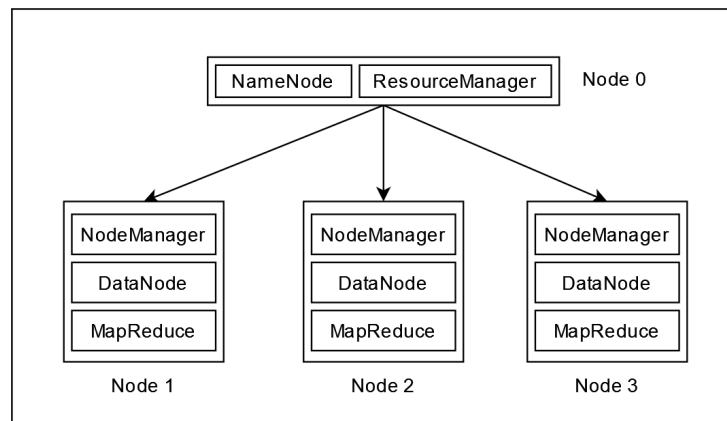 NameNode ResourceManager Node 0
NodeManager NodeManager NodeManager
DataNode DataNode DataNode
MapReduce MapReduce MapReduce
Node 1 Node 2 Node 3